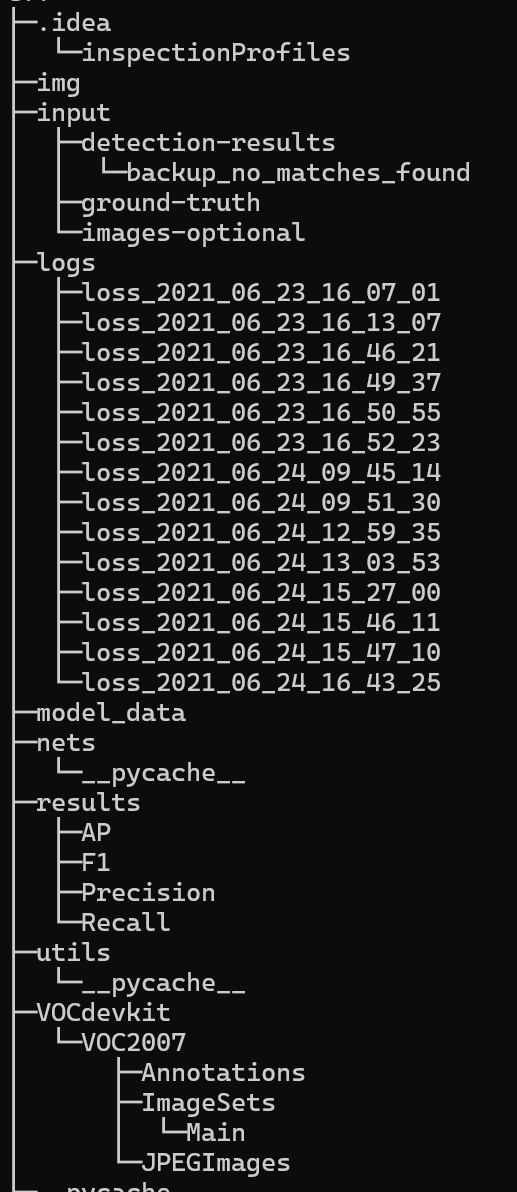 ├─.idea
│  └─inspectionProfiles
├─img
├─input
│  ├─detection-results
│  │  └─backup_no_matches_found
│  ├─ground-truth
│  └─images-optional
├─logs
│  ├─loss_2021_06_23_16_07_01
│  ├─loss_2021_06_23_16_13_07
│  ├─loss_2021_06_23_16_46_21
│  ├─loss_2021_06_23_16_49_37
│  ├─loss_2021_06_23_16_50_55
│  ├─loss_2021_06_23_16_52_23
│  ├─loss_2021_06_24_09_45_14
│  ├─loss_2021_06_24_09_51_30
│  ├─loss_2021_06_24_12_59_35
│  ├─loss_2021_06_24_13_03_53
│  ├─loss_2021_06_24_15_27_00
│  ├─loss_2021_06_24_15_46_11
│  ├─loss_2021_06_24_15_47_10
│  └─loss_2021_06_24_16_43_25
├─model_data
├─nets
│  └─__pycache__
├─results
│  ├─AP
│  ├─F1
│  ├─Precision
│  └─Recall
├─utils
│  └─__pycache__
├─VOCdevkit
│  └─VOC2007
│      ├─Annotations
│      ├─ImageSets
│      │  └─Main
│      └─JPEGImages